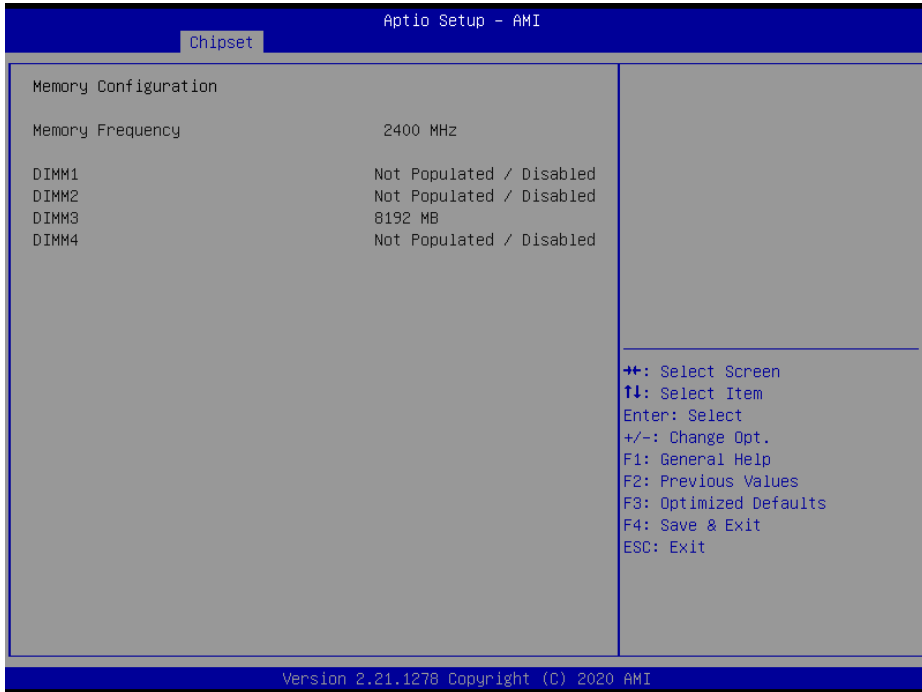 Aptio Setup - AMI
Chipset
Memory Configuration
Memory Frequency 2400 MHz
DIMM1 Not Populated / Disabled
DIMM2 Not Populated / Disabled
DIMM3 8192 MB
DIMM4 Not Populated / Disabled
→←: Select Screen
↑↓: Select Item
Enter: Select
+/-: Change Opt.
F1: General Help
F2: Previous Values
F3: Optimized Defaults
F4: Save & Exit
ESC: Exit
Version 2.21.1278 Copyright (C) 2020 AMI